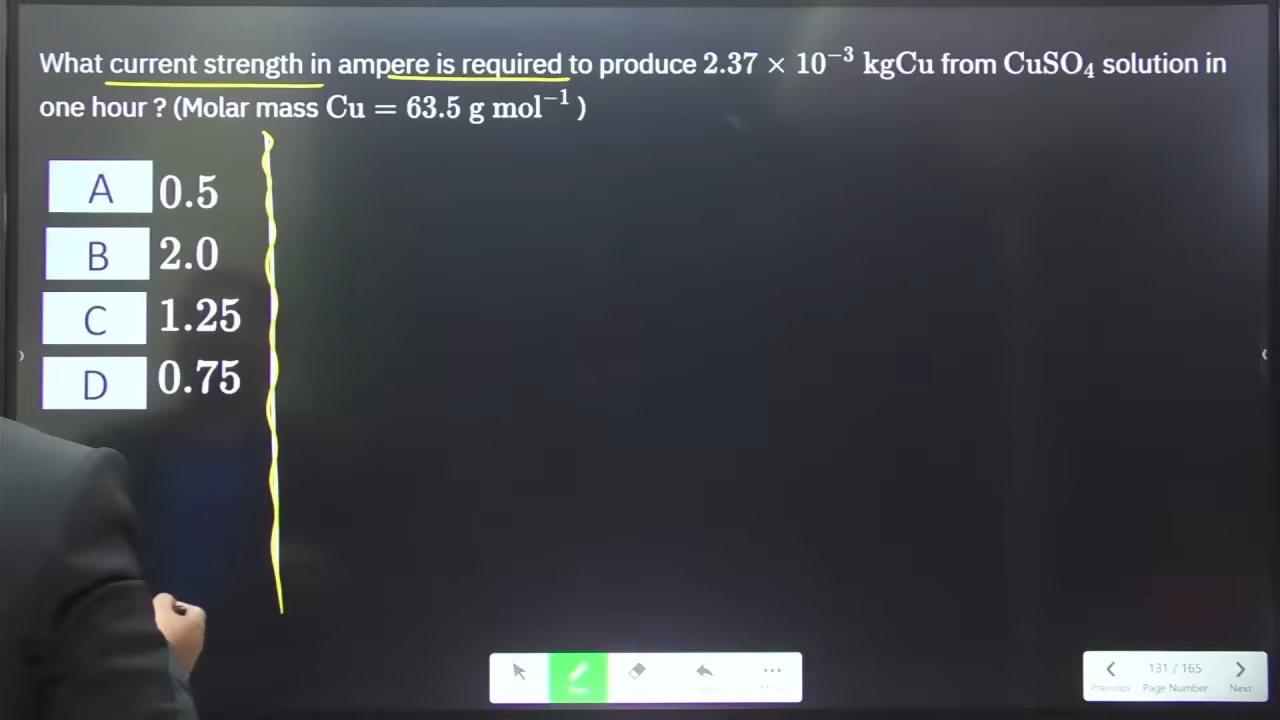 What current strength in ampere is required to produce 2.37 × 10⁻³ kgCu from CuSO₄ solution in
one hour ? (Molar mass Cu = 63.5 g mol⁻¹ )
A 0.5
B 2.0
C 1.25
D 0.75
131 / 165
Previous Page Number Next